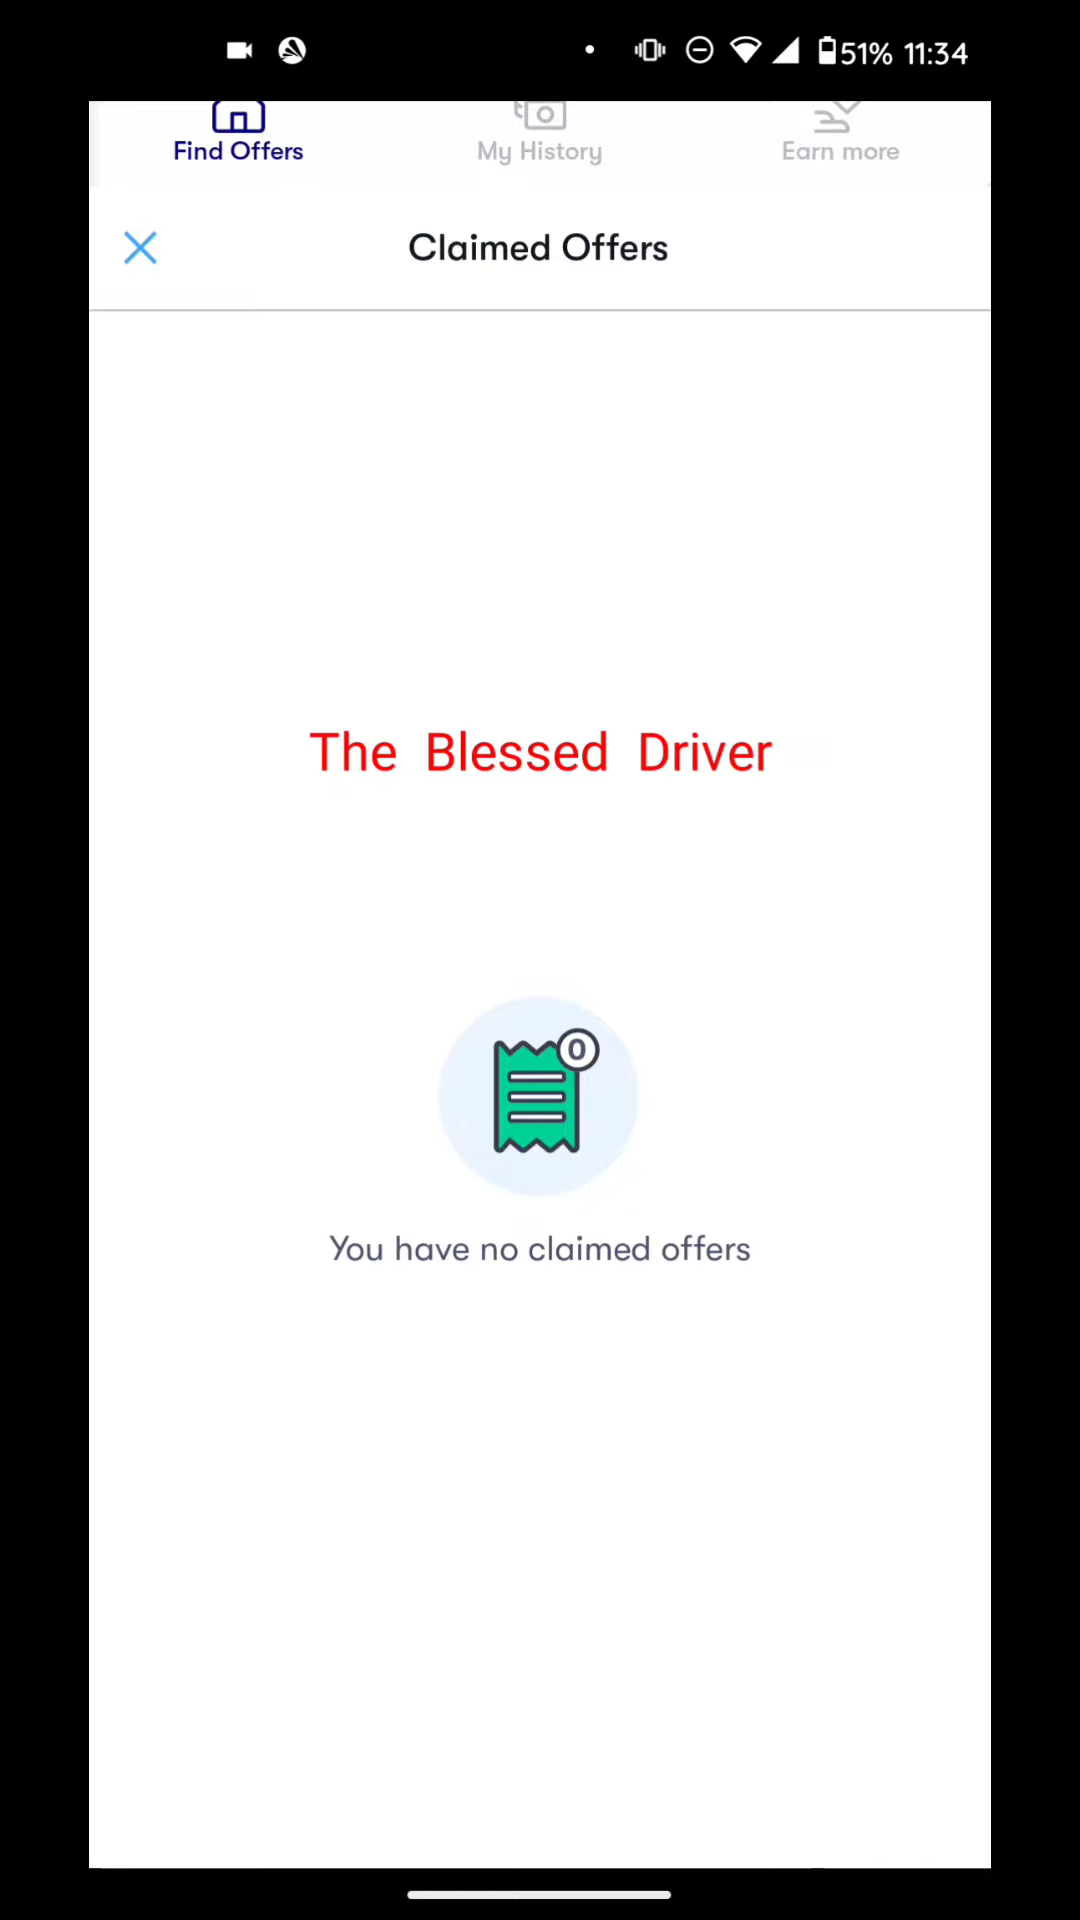 51% 11:34
Find Offers My History Earn more
Claimed Offers
The Blessed Driver
0
You have no claimed offers